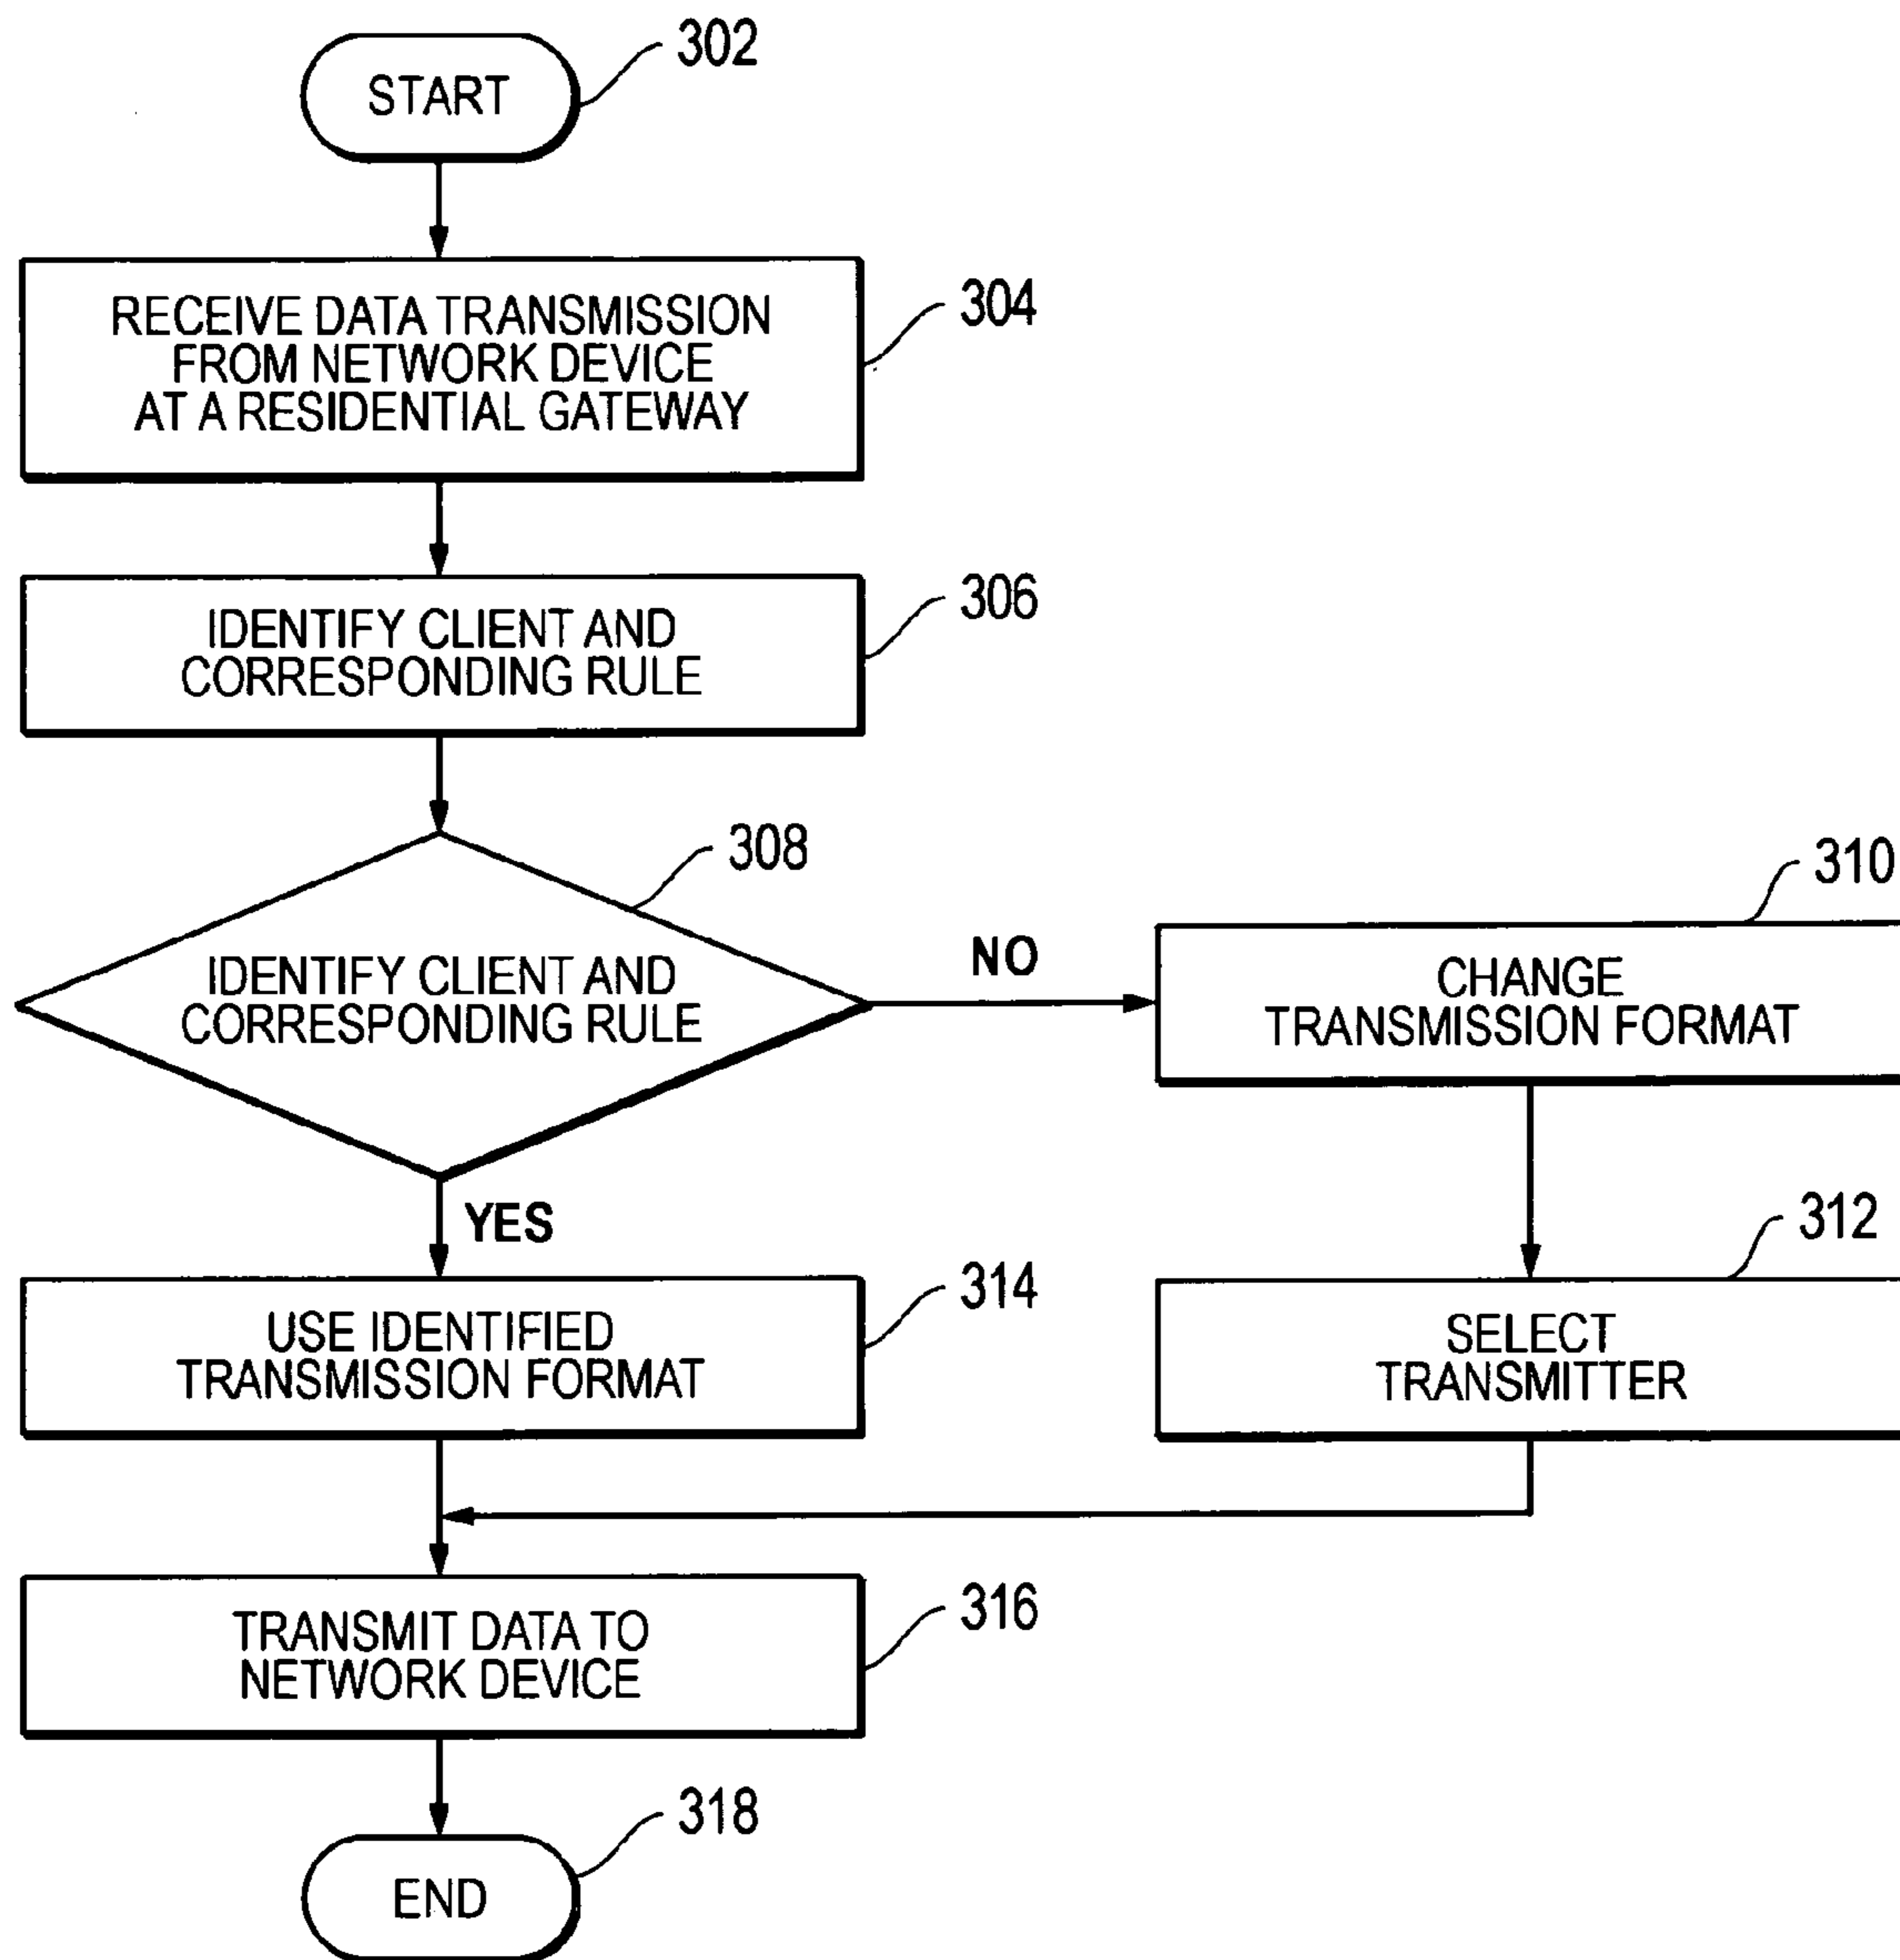 START
302
RECEIVE DATA TRANSMISSION
FROM NETWORK DEVICE
AT A RESIDENTIAL GATEWAY
304
IDENTIFY CLIENT AND
CORRESPONDING RULE
306
IDENTIFY CLIENT AND
CORRESPONDING RULE
308
NO
CHANGE
TRANSMISSION FORMAT
310
YES
USE IDENTIFIED
TRANSMISSION FORMAT
314
SELECT
TRANSMITTER
312
TRANSMIT DATA TO
NETWORK DEVICE
316
END
318